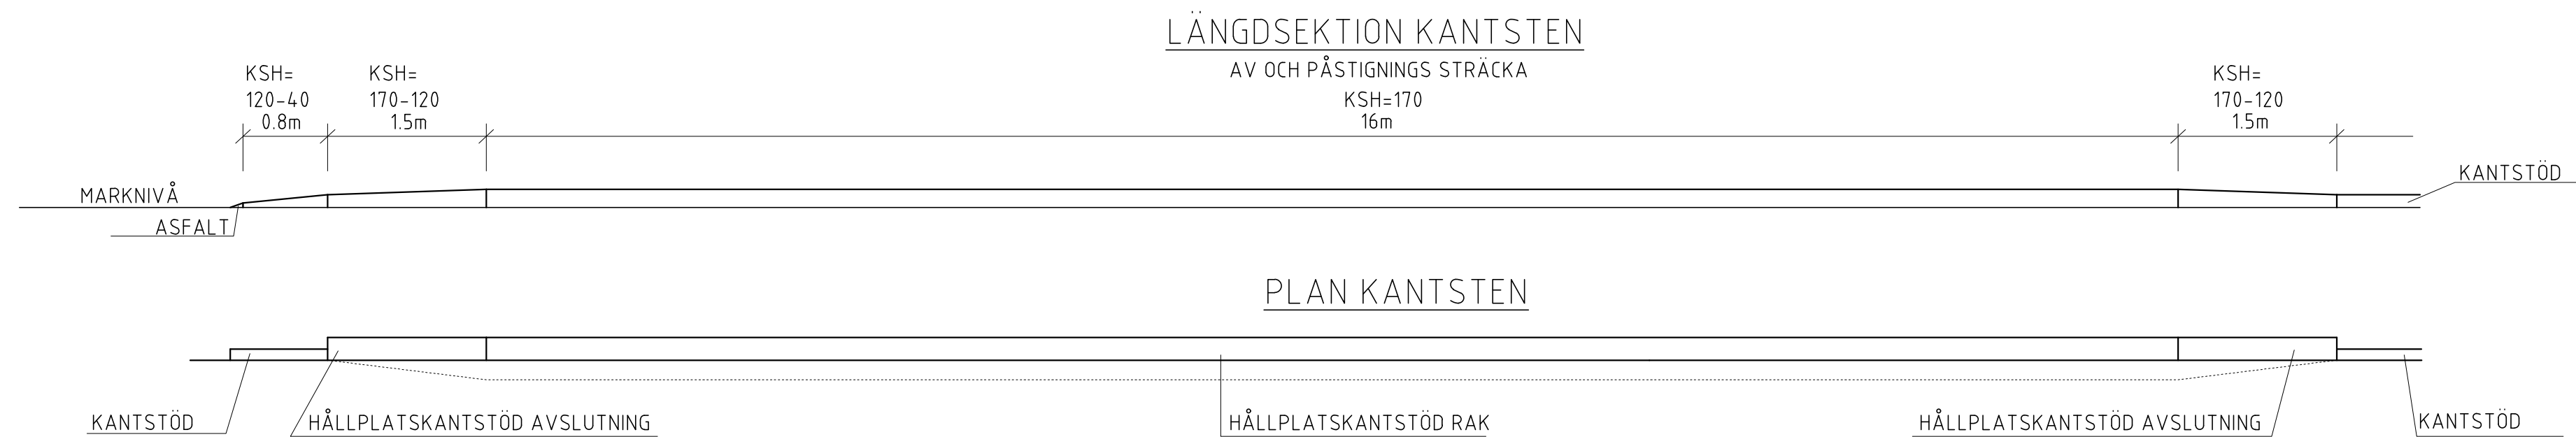 LÄNGDSEKTION KANTSTEN
AV OCH PÅSTIGNINGS STRÄCKA
KSH=
120-40
0.8m
KSH=
170-120
1.5m
KSH=170
16m
KSH=
170-120
1.5m
MARKNIVÅ
ASFALT
KANTSTÖD
PLAN KANTSTEN
KANTSTÖD
HÅLLPLATSKANTSTÖD AVSLUTNING
HÅLLPLATSKANTSTÖD RAK
HÅLLPLATSKANTSTÖD AVSLUTNING
KANTSTÖD